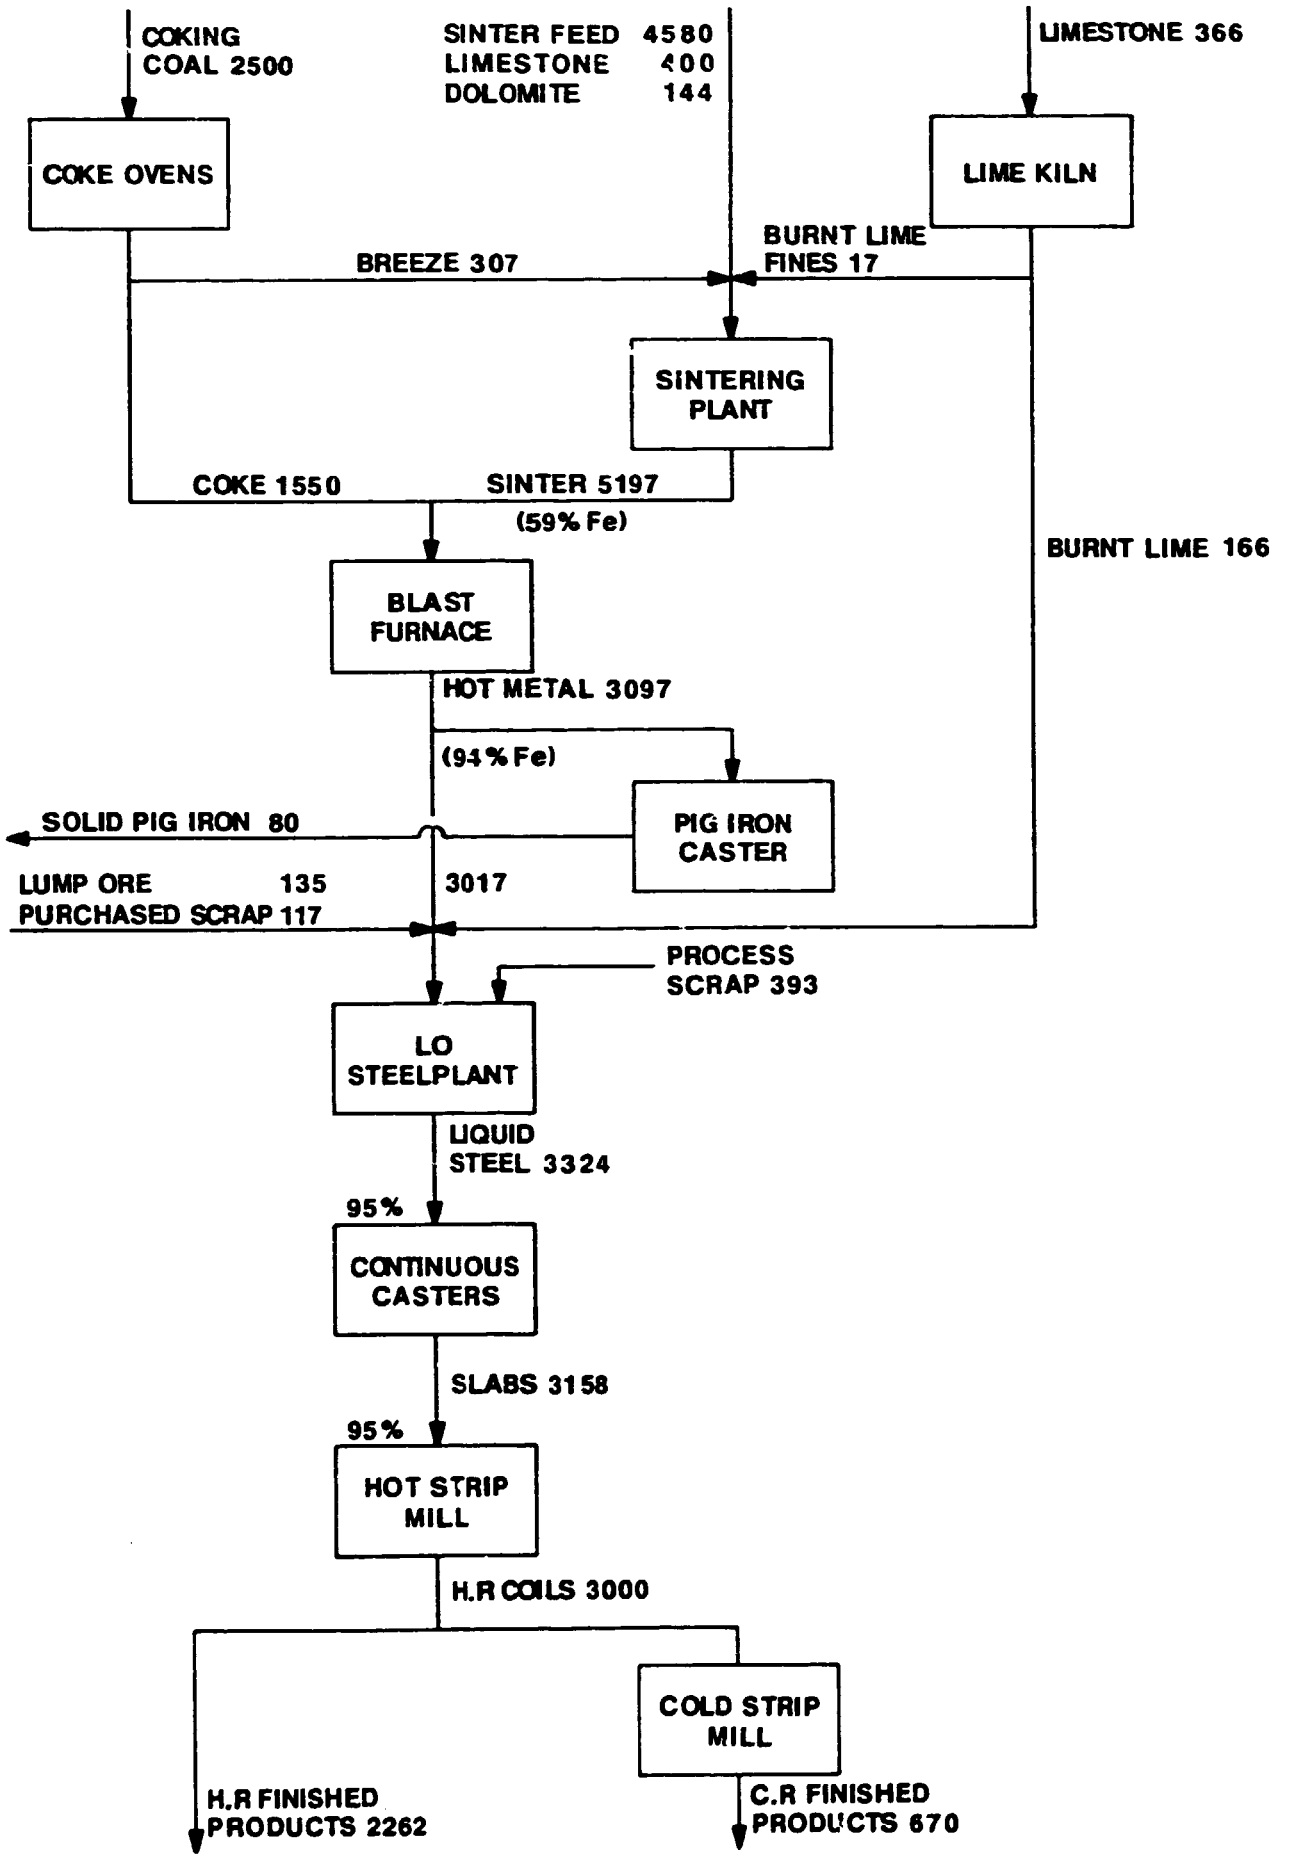 COKING
COAL 2500
SINTER FEED 4580
LIMESTONE 400
DOLOMITE 144
LIMESTONE 366
COKE OVENS
LIME KILN
BREEZE 307
BURNT LIME
FINES 17
SINTERING
PLANT
COKE 1550
SINTER 5197
(59% Fe)
BURNT LIME 166
BLAST
FURNACE
HOT METAL 3097
(94% Fe)
SOLID PIG IRON 80
PIG IRON
CASTER
LUMP ORE 135
PURCHASED SCRAP 117
3017
PROCESS
SCRAP 393
LO
STEELPLANT
LIQUID
STEEL 3324
95%
CONTINUOUS
CASTERS
SLABS 3158
95%
HOT STRIP
MILL
H.R COILS 3000
COLD STRIP
MILL
H.R FINISHED
PRODUCTS 2262
C.R FINISHED
PRODUCTS 670